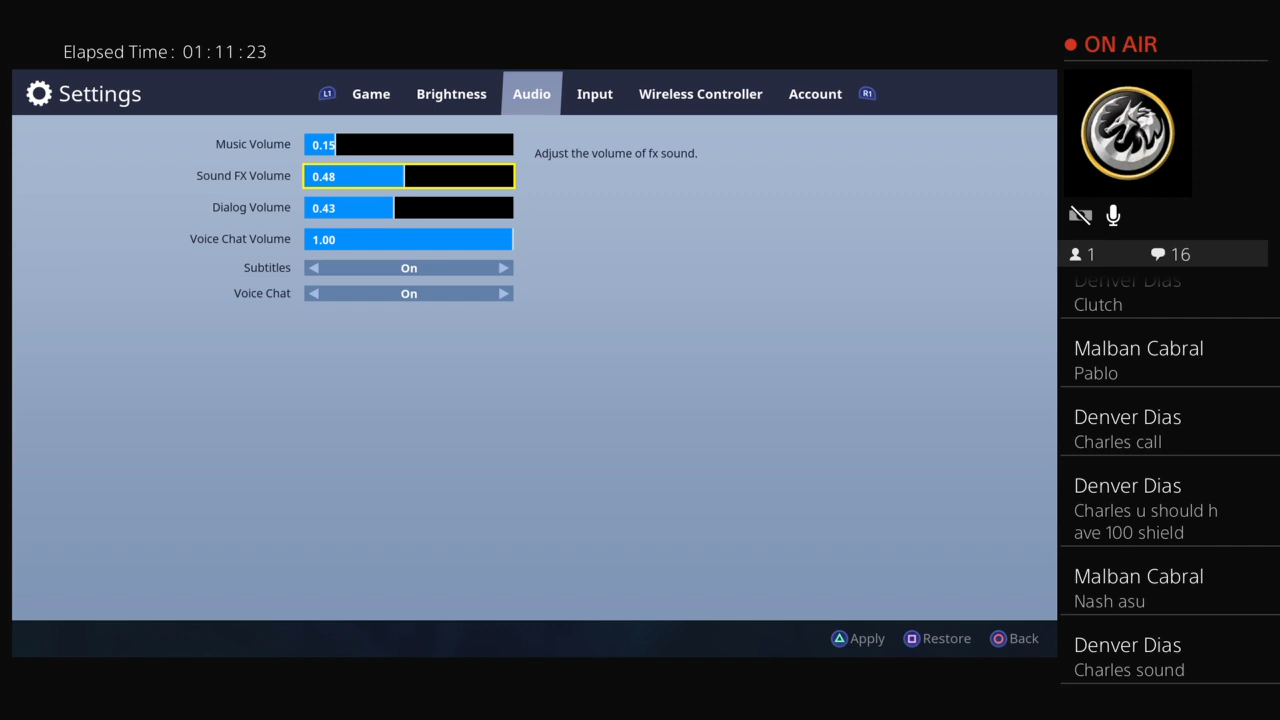 Elapsed Time: 01:11:23
ON AIR
Settings
L1 Game Brightness Audio Input Wireless Controller Account R1
Music Volume 0.15
Adjust the volume of fx sound.
Sound FX Volume 0.48
Dialog Volume 0.43
Voice Chat Volume 1.00
Subtitles On
Voice Chat On
Apply Restore Back
1 16
Denver Dias
Clutch
Malban Cabral
Pablo
Denver Dias
Charles call
Denver Dias
Charles u should h
ave 100 shield
Malban Cabral
Nash asu
Denver Dias
Charles sound